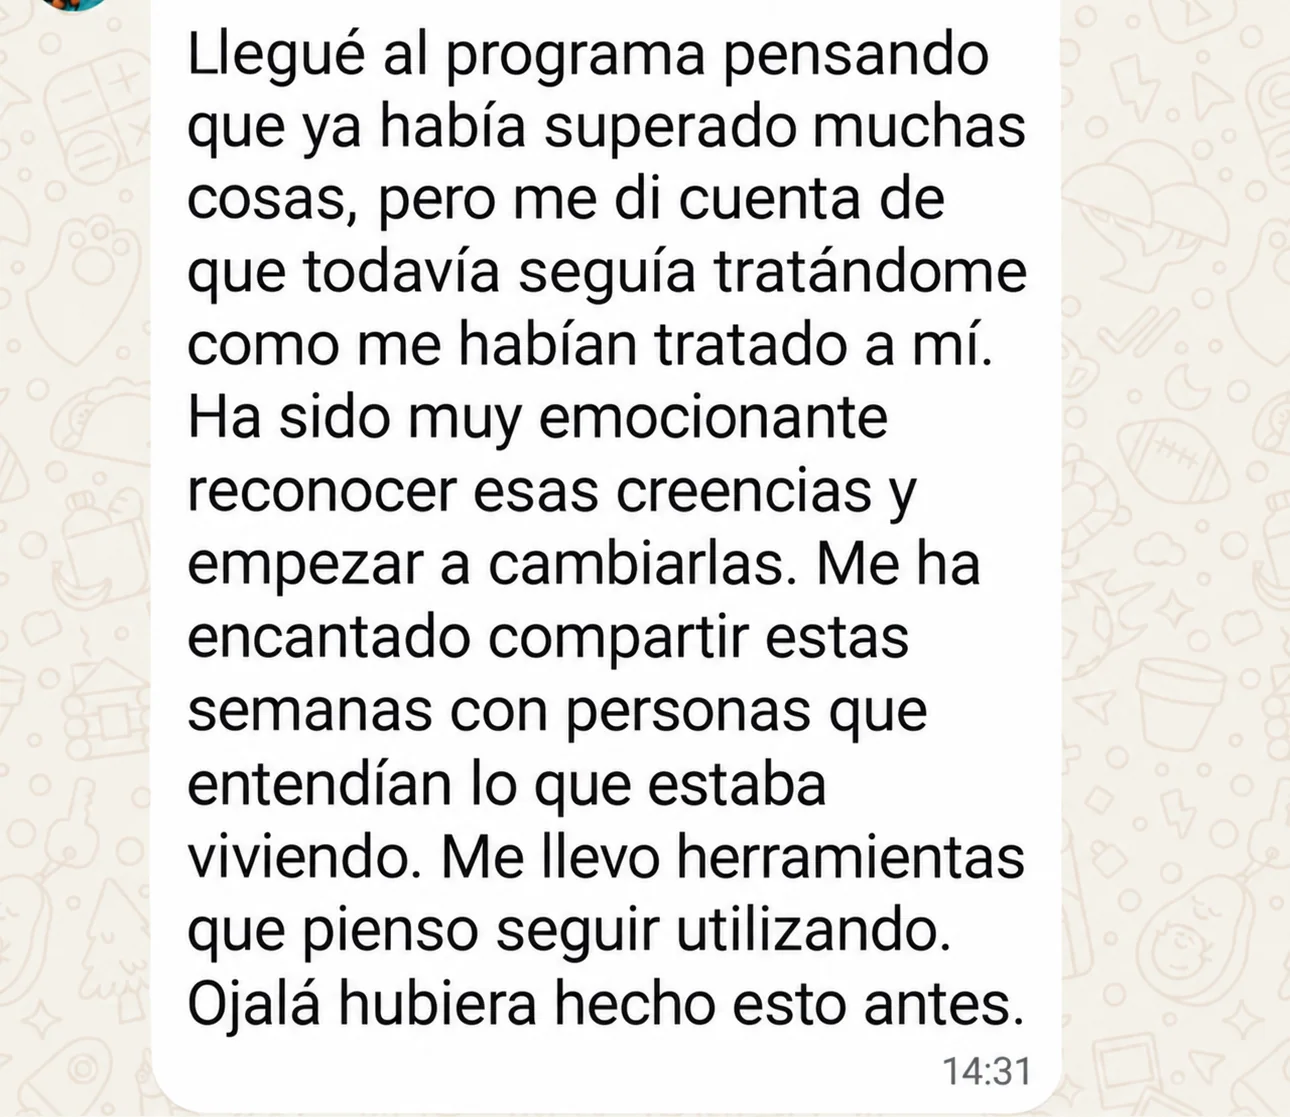 Llegué al programa pensando
que ya había superado muchas
cosas, pero me di cuenta de
que todavía seguía tratándome
como me habían tratado a mí.
Ha sido muy emocionante
reconocer esas creencias y
empezar a cambiarlas. Me ha
encantado compartir estas
semanas con personas que
entendían lo que estaba
viviendo. Me llevo herramientas
que pienso seguir utilizando.
Ojalá hubiera hecho esto antes.
14:31